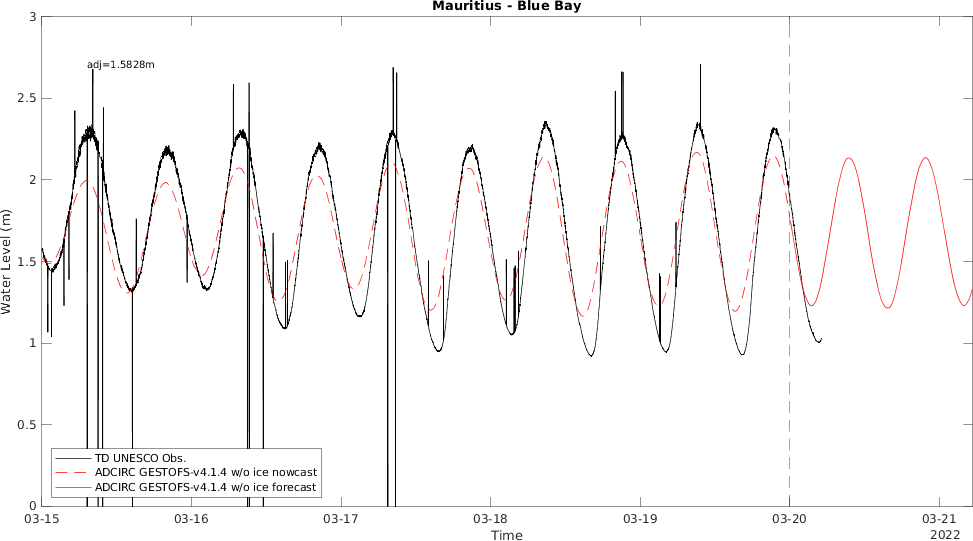 Mauritius - Blue Bay
3
adj=1.5828m
2.5
2
1.5
1
0.5
0
Water Level (m)
TD UNESCO Obs.
ADCIRC GESTOFS-v4.1.4 w/o ice nowcast
ADCIRC GESTOFS-v4.1.4 w/o ice forecast
03-15 03-16 03-17 03-18 03-19 03-20 03-21
Time 2022